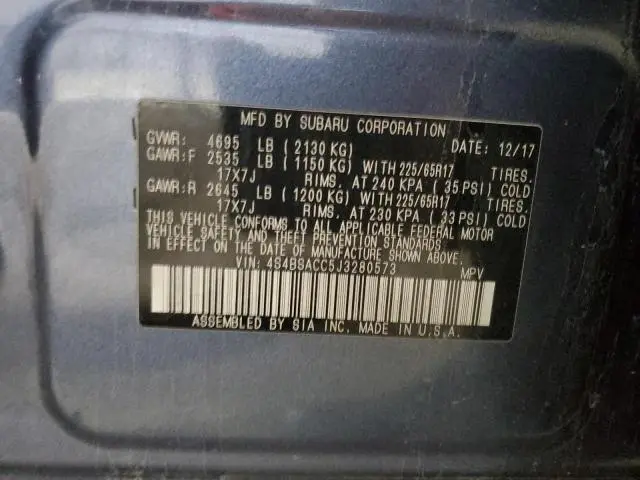 MFD BY SUBARU CORPORATION
GVWR: 4695 LB (2130 KG) DATE: 12/17
GAWR:F 2535 LB (1150 KG) WITH 225/65R17 TIRES.
17X7J RIMS. AT 240 KPA (35 PSI) COLD
GAWR:R 2645 LB (1200 KG) WITH 225/65R17 TIRES.
17X7J RIMS. AT 230 KPA (33 PSI) COLD
THIS VEHICLE CONFORMS TO ALL APPLICABLE FEDERAL MOTOR
VEHICLE SAFETY AND THEFT PREVENTION STANDARDS
IN EFFECT ON THE DATE OF MANUFACTURE SHOWN ABOVE.
VIN: 4S4BSACC5J3280573 MPV
ASSEMBLED BY SIA INC. MADE IN U.S.A.